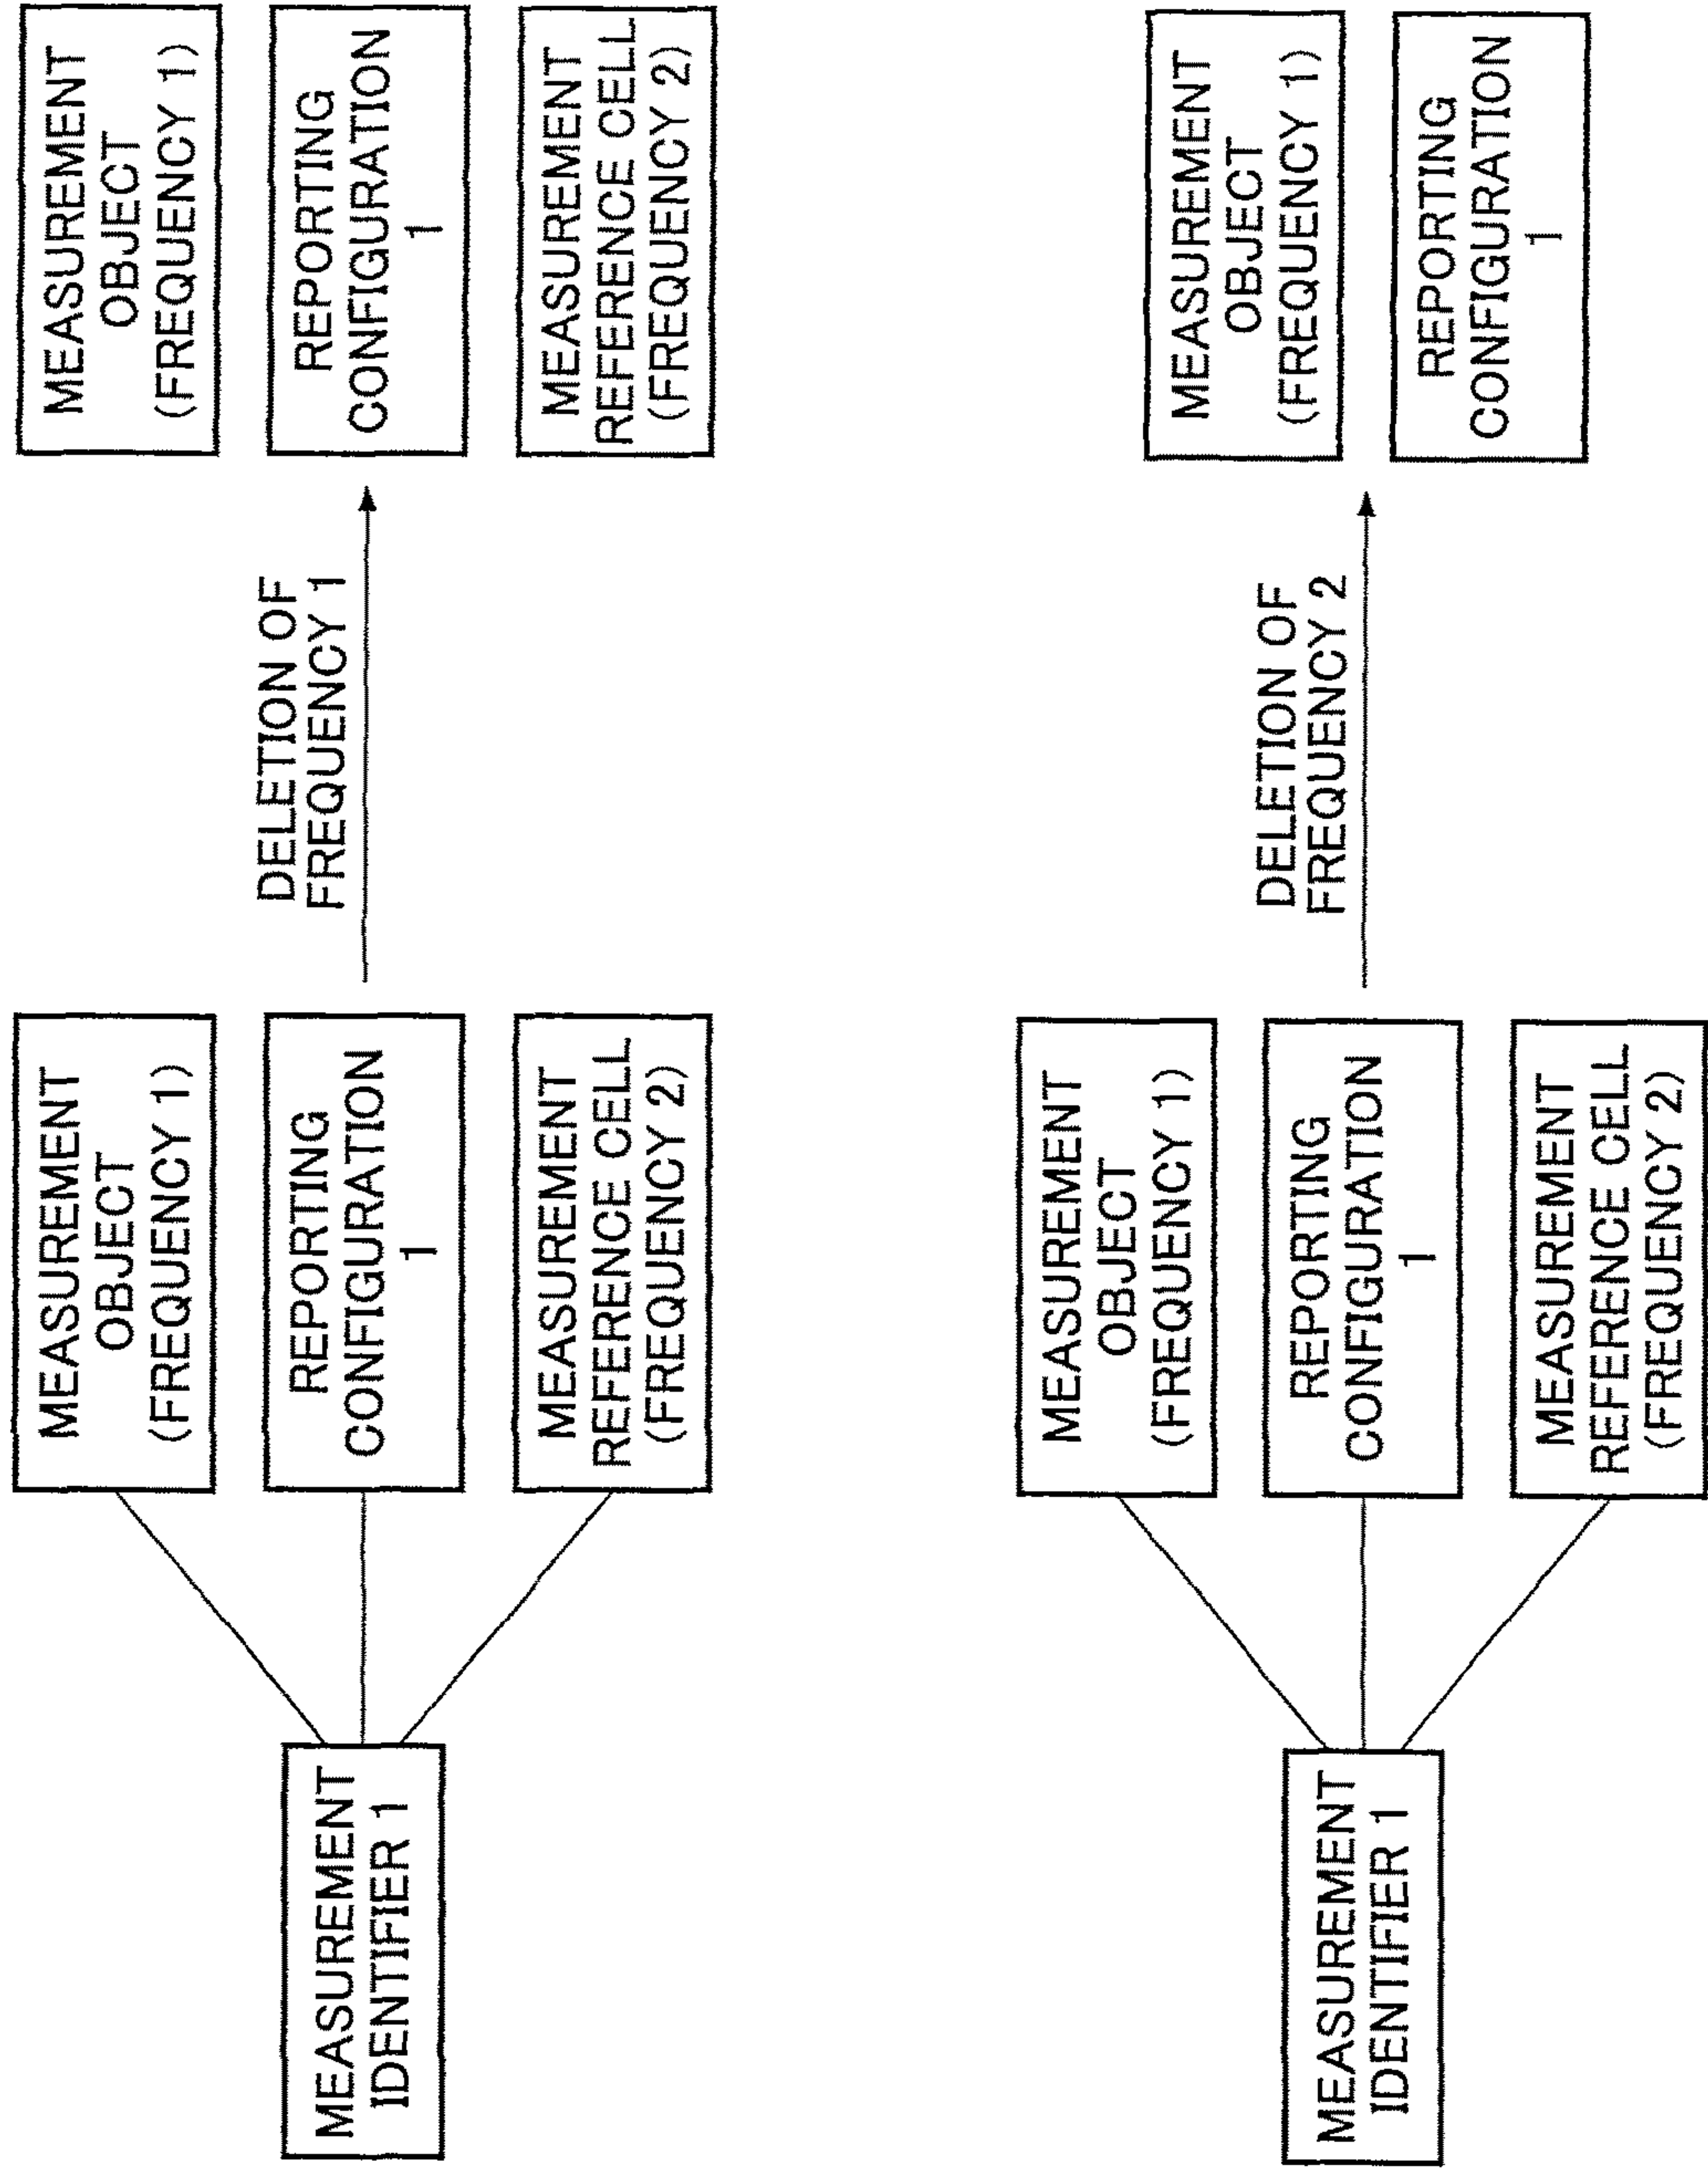 MEASUREMENT
IDENTIFIER 1
MEASUREMENT
OBJECT
(FREQUENCY 1)
REPORTING
CONFIGURATION
1
MEASUREMENT
REFERENCE CELL
(FREQUENCY 2)
DELETION OF
FREQUENCY 1
MEASUREMENT
OBJECT
(FREQUENCY 1)
REPORTING
CONFIGURATION
1
MEASUREMENT
REFERENCE CELL
(FREQUENCY 2)
MEASUREMENT
IDENTIFIER 1
MEASUREMENT
OBJECT
(FREQUENCY 1)
REPORTING
CONFIGURATION
1
MEASUREMENT
REFERENCE CELL
(FREQUENCY 2)
DELETION OF
FREQUENCY 2
MEASUREMENT
OBJECT
(FREQUENCY 1)
REPORTING
CONFIGURATION
1